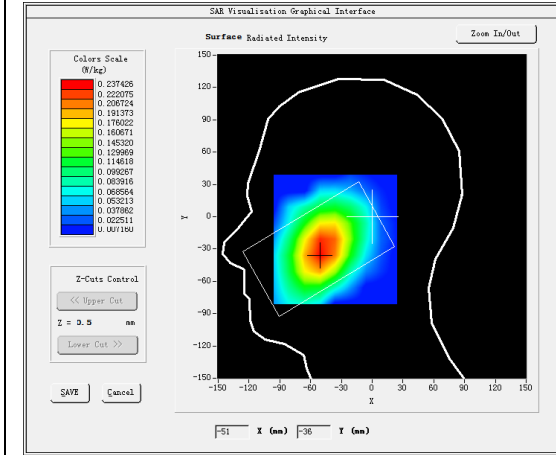 SAR Visualisation Graphical Interface
Surface Radiated Intensity
Zoom In/Out
Colors Scale
(W/kg)
0.237426
0.222075
0.206724
0.191373
0.176022
0.160671
0.145320
0.129969
0.114618
0.099267
0.083916
0.068564
0.053213
0.037862
0.022511
0.007160
Z-Cuts Control
<< Upper Cut
Z = 0.5 mm
Lower Cut >>
SAVE Cancel
150
120
90
60
30
0
-30
-60
-90
-120
-150
Y
-150 -120 -90 -60 -30 0 30 60 90 120 150
X
-51 X (mm) -36 Y (mm)